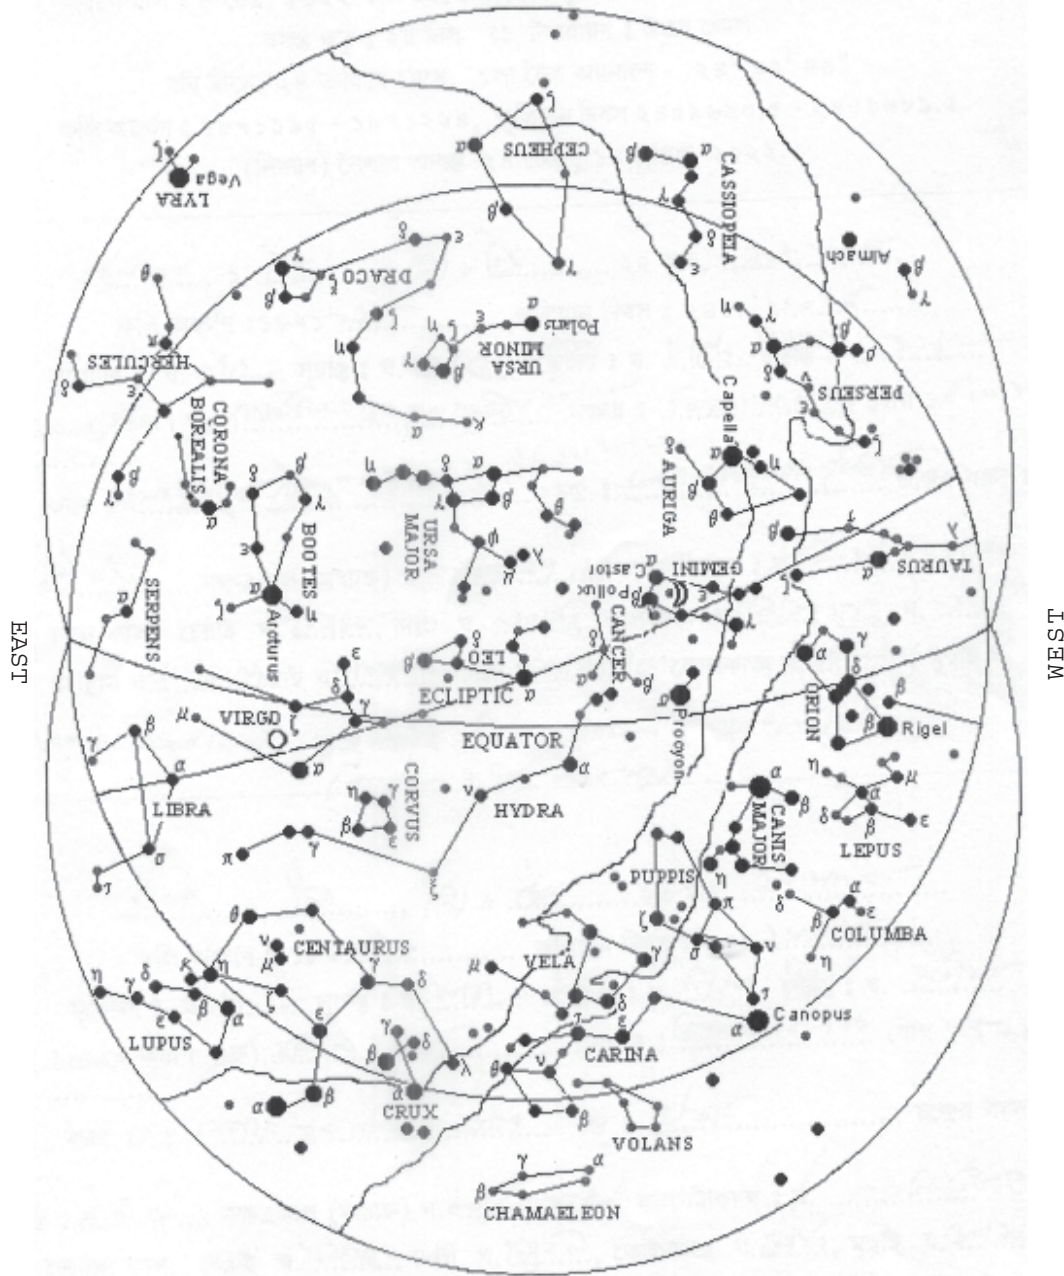 ζ
CEPHEUS
α
β
γ
β
α
CASSIOPEIA
γ
δ
ε
ζ
Vega
LYRA
Almach
β
γ
γ
β
ξ
DRACO
δ
ε
θ
π
HERCULES
δ
ε
α
Polaris
URSA
MINOR
η
ζ
ε
γ
β
η
α
β
ρ
δ
ε
PERSEUS
ζ
α
κ
β
γ
CORONA
BOREALIS
α
δ
β
γ
BOOTES
ε
α
Arcturus
ζ
η
η
δ
α
γ
β
URSA
MAJOR
φ
λ
μ
Capella
α
δ
β
θ
η
AURIGA
β
τ
λ
α
ζ
TAURUS
α
SERPENS
α
Castor
β
Pollux
GEMINI
ε
γ
CANCER
δ
β
α
δ
β
LEO
α
ECLIPTIC
EAST
WEST
ε
δ
γ
VIRGO
ζ
α
μ
β
γ
α
LIBRA
σ
τ
EQUATOR
α
Procyon
α
γ
δ
β
ORION
β
Rigel
α
ν
HYDRA
ξ
π
γ
η
γ
β
ε
CORVUS
α
β
CANIS
MAJOR
η
η
μ
α
δ
β
ε
LEPUS
PUPPIS
π
ζ
ν
σ
τ
δ
β
α
ε
COLUMBA
η
θ
ν
μ
CENTAURUS
η
κ
ζ
γ
δ
ε
λ
α
β
μ
VELA
γ
δ
η
δ
γ
β
α
ε
LUPUS
γ
δ
β
α
CRUX
τ
ε
CARINA
θ
ν
β
α
Canopus
VOLANS
γ
α
β
CHAMAELEON